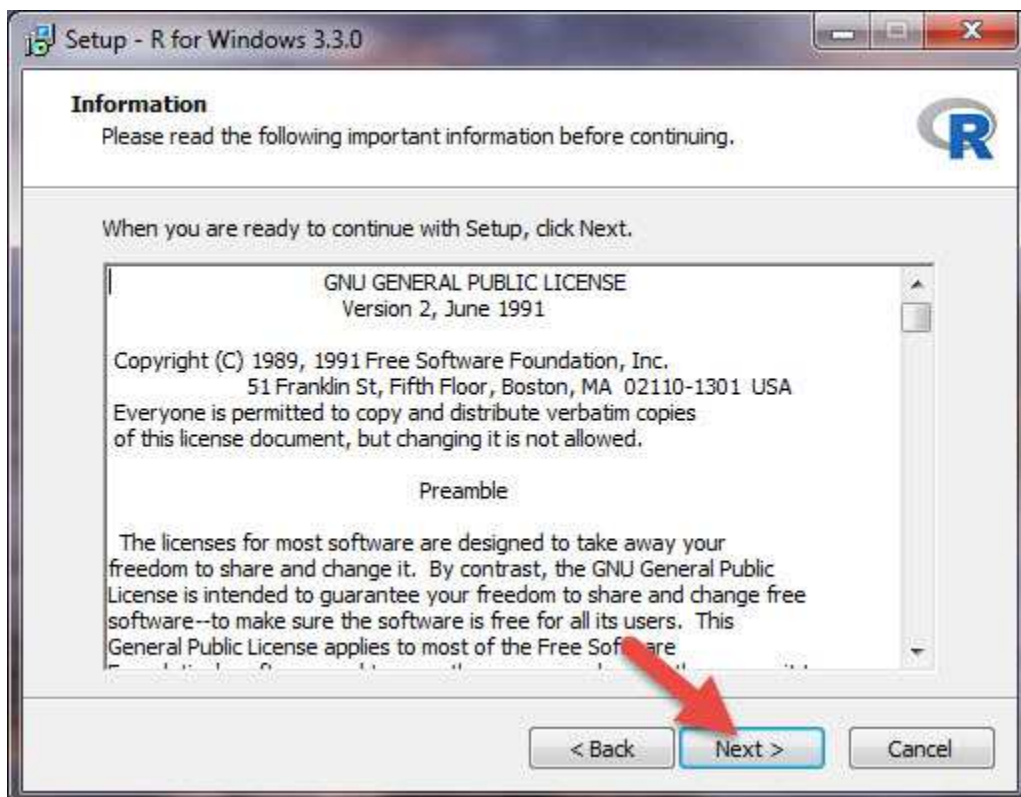 Setup - R for Windows 3.3.0
Information
Please read the following important information before continuing.
R
When you are ready to continue with Setup, click Next.
GNU GENERAL PUBLIC LICENSE
Version 2, June 1991
Copyright (C) 1989, 1991 Free Software Foundation, Inc.
51 Franklin St, Fifth Floor, Boston, MA 02110-1301 USA
Everyone is permitted to copy and distribute verbatim copies
of this license document, but changing it is not allowed.
Preamble
The licenses for most software are designed to take away your
freedom to share and change it. By contrast, the GNU General Public
License is intended to guarantee your freedom to share and change free
software--to make sure the software is free for all its users. This
General Public License applies to most of the Free Software
< Back
Next >
Cancel